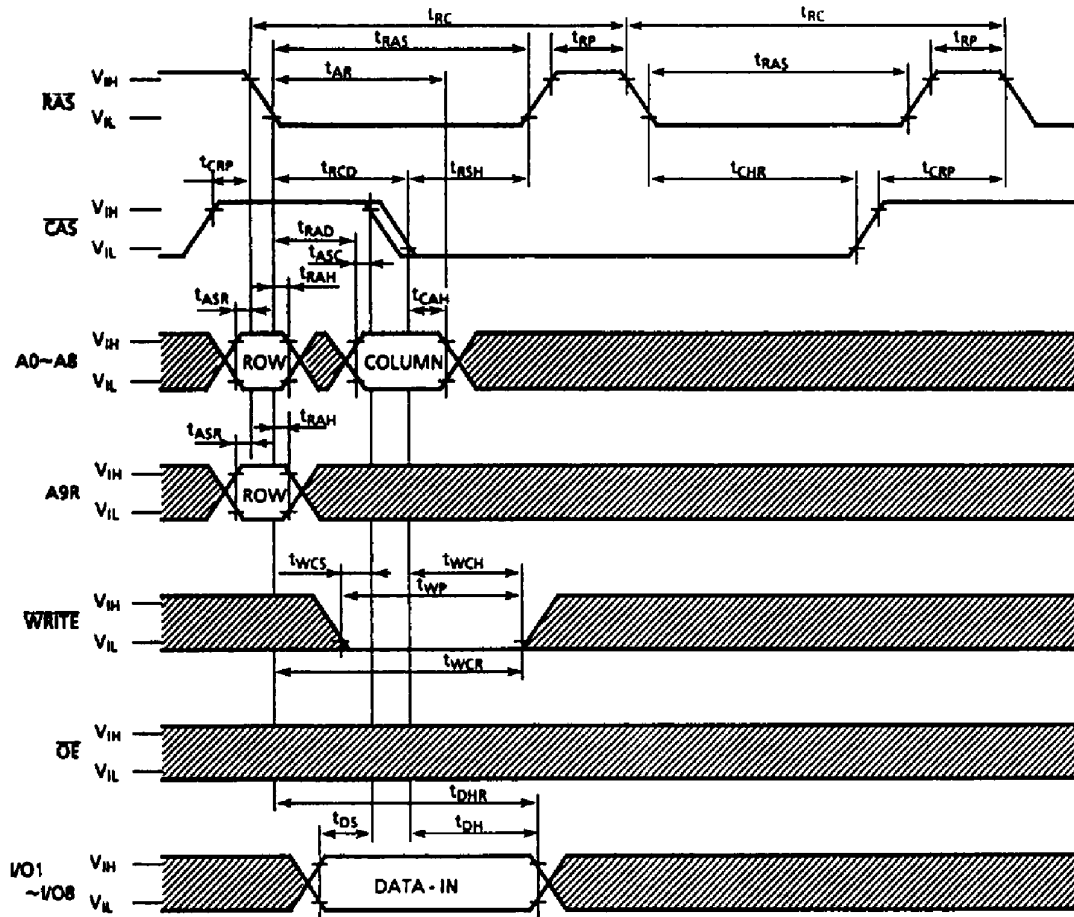 tRC tRC
tRAS tRP tRP
tAR tRAS
RAS VIH
VIL
tCRP tRCD tRSH tCHR tCRP
CAS VIH
VIL
tRAD
tASC
tRAH
tASR tCAH
A0~A8 VIH
VIL
ROW COLUMN
tRAH
tASR
A9R VIH
VIL
ROW
tWCS tWCH
tWP
WRITE VIH
VIL
tWCR
OE VIH
VIL
tDHR
tDS tDH
I/O1
~I/O8 VIH
VIL
DATA - IN